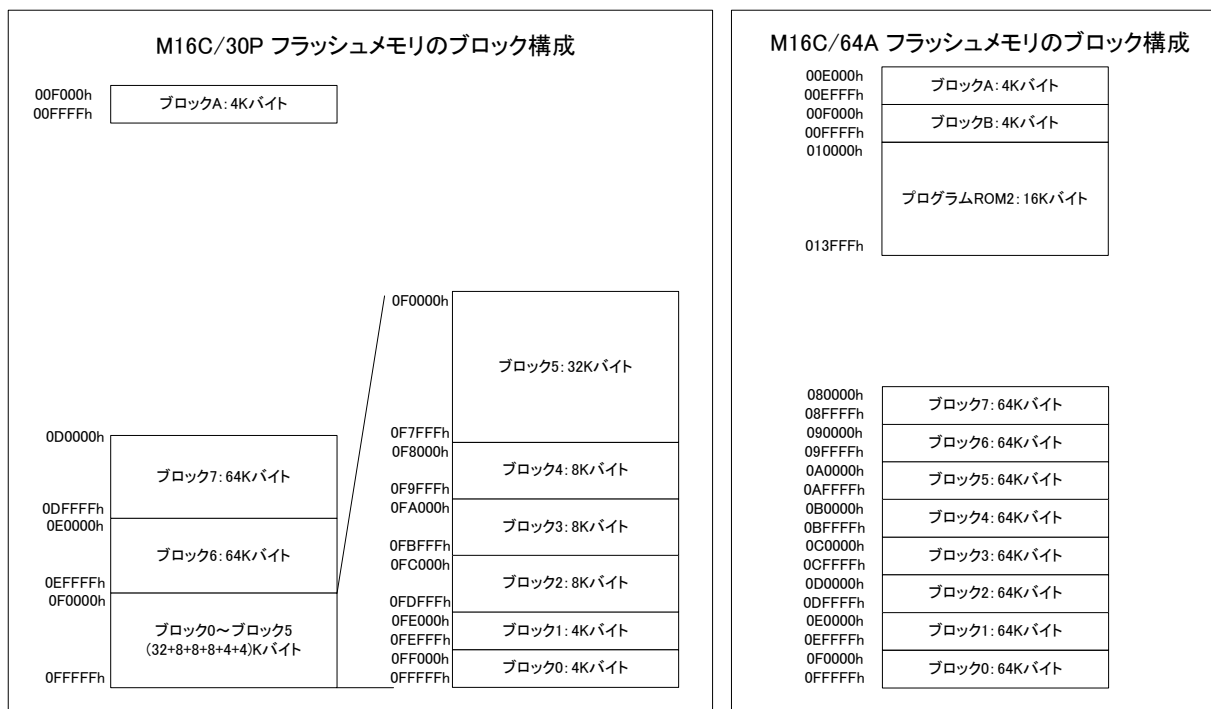 M16C/30P フラッシュメモリのブロック構成
00F000h
00FFFFh
ブロックA:4Kバイト
0D0000h
0DFFFFh
ブロック7:64Kバイト
0E0000h
0EFFFFh
ブロック6:64Kバイト
0F0000h
0FFFFFh
ブロック0~ブロック5
(32+8+8+8+4+4)Kバイト
0F0000h
0F7FFFh
ブロック5:32Kバイト
0F8000h
0F9FFFh
ブロック4:8Kバイト
0FA000h
0FBFFFh
ブロック3:8Kバイト
0FC000h
0FDFFFh
ブロック2:8Kバイト
0FE000h
0FEFFFh
ブロック1:4Kバイト
0FF000h
0FFFFFh
ブロック0:4Kバイト
M16C/64A フラッシュメモリのブロック構成
00E000h
00EFFFh
ブロックA:4Kバイト
00F000h
00FFFFh
ブロックB:4Kバイト
010000h
013FFFh
プログラムROM2:16Kバイト
080000h
08FFFFh
ブロック7:64Kバイト
090000h
09FFFFh
ブロック6:64Kバイト
0A0000h
0AFFFFh
ブロック5:64Kバイト
0B0000h
0BFFFFh
ブロック4:64Kバイト
0C0000h
0CFFFFh
ブロック3:64Kバイト
0D0000h
0DFFFFh
ブロック2:64Kバイト
0E0000h
0EFFFFh
ブロック1:64Kバイト
0F0000h
0FFFFFh
ブロック0:64Kバイト